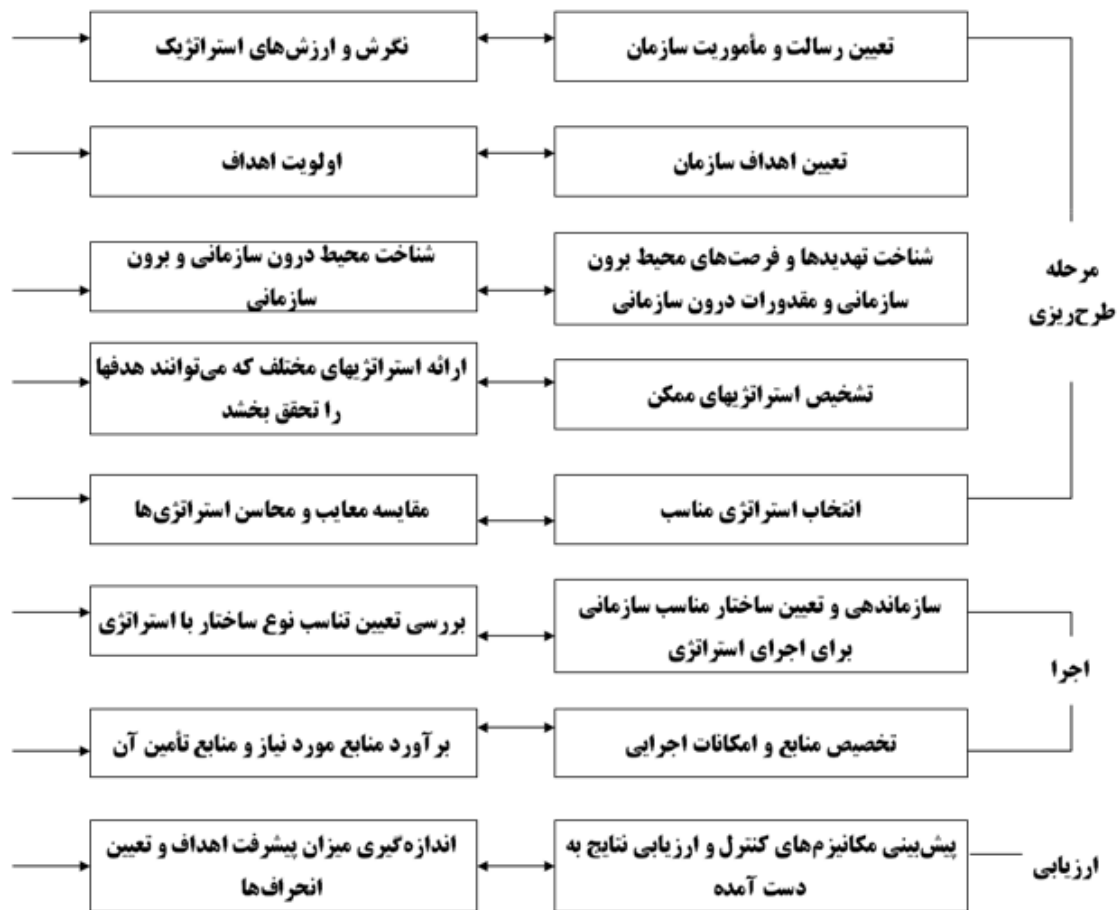 تعیین رسالت و مأموریت سازمان
نگرش و ارزش‌های استراتژیک
تعیین اهداف سازمان
اولویت اهداف
شناخت تهدیدها و فرصت‌های محیط برون
سازمانی و مقدورات درون سازمانی
شناخت محیط درون سازمانی و برون
سازمانی
مرحله
طرح‌ریزی
تشخیص استراتژیهای ممکن
ارائه استراتژیهای مختلف که می‌توانند هدفها
را تحقق بخشد
انتخاب استراتژی مناسب
مقایسه معایب و محاسن استراتژی‌ها
سازماندهی و تعیین ساختار مناسب سازمانی
برای اجرای استراتژی
بررسی تعیین تناسب نوع ساختار با استراتژی
اجرا
تخصیص منابع و امکانات اجرایی
برآورد منابع مورد نیاز و منابع تأمین آن
پیش‌بینی مکانیزم‌های کنترل و ارزیابی نتایج به
دست آمده
اندازه‌گیری میزان پیشرفت اهداف و تعیین
انحراف‌ها
ارزیابی